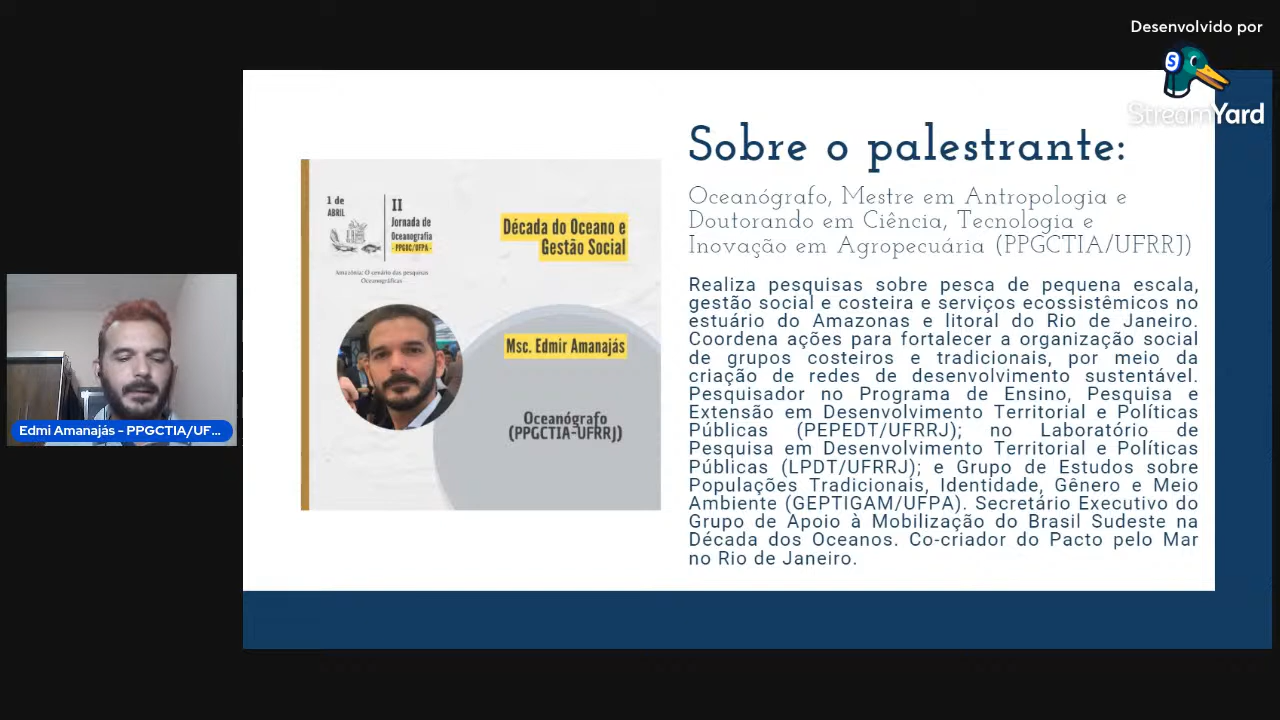 Desenvolvido por
S
StreamYard
Sobre o palestrante:
Oceanógrafo, Mestre em Antropologia e
Doutorando em Ciência, Tecnologia e
Inovação em Agropecuária (PPGCTIA/UFRRJ))
Realiza pesquisas sobre pesca de pequena escala,
gestão social e costeira e serviços ecossistêmicos no
estuário do Amazonas e litoral do Rio de Janeiro.
Coordena ações para fortalecer a organização social
de grupos costeiros e tradicionais, por meio da
criação de redes de desenvolvimento sustentável.
Pesquisador no Programa de Ensino, Pesquisa e
Extensão em Desenvolvimento Territorial e Políticas
Públicas (PEPEDT/UFRRJ); no Laboratório de
Pesquisa em Desenvolvimento Territorial e Políticas
Públicas (LPDT/UFRRJ); e Grupo de Estudos sobre
Populações Tradicionais, Identidade, Gênero e Meio
Ambiente (GEPTIGAM/UFPA). Secretário Executivo do
Grupo de Apoio à Mobilização do Brasil Sudeste na
Década dos Oceanos. Co-criador do Pacto pelo Mar
no Rio de Janeiro.
1 de
ABRIL
II
Jornada de
Oceanografia
- PPGOC/UFPA -
Amazônia: O cenário das pesquisas
Oceanográficas
Década do Oceano e
Gestão Social
Msc. Edmir Amanajás
Oceanógrafo
(PPGCTIA-UFRRJ)
Edmi Amanajás - PPGCTIA/UF...